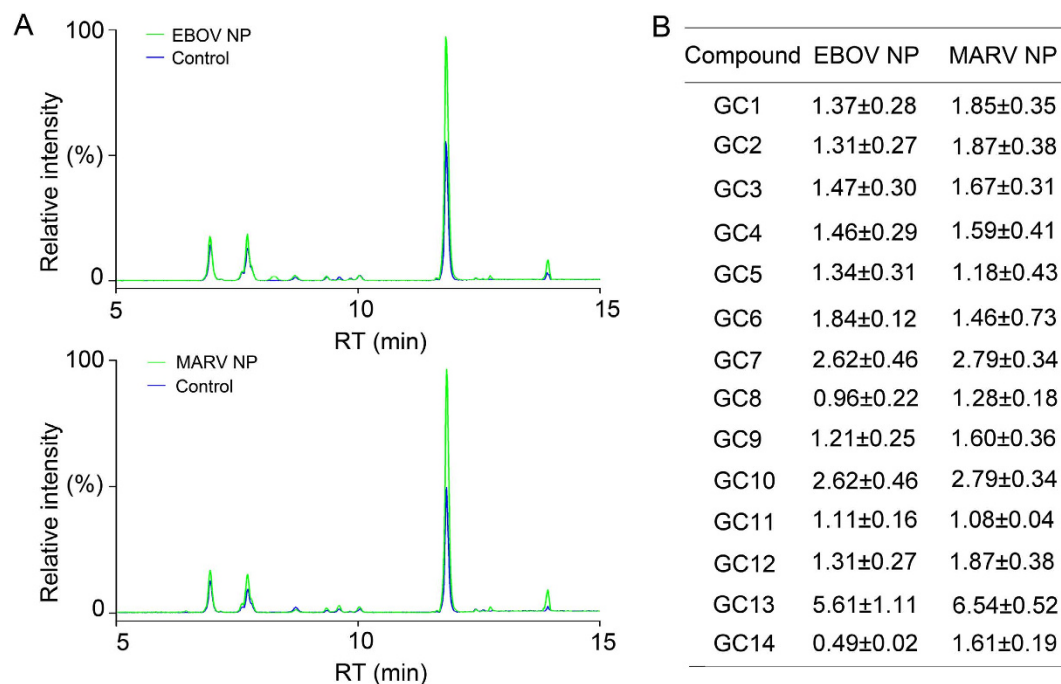 A
100
EBOV NP
Control
Relative intensity
(%)
0
5
10
15
RT (min)
100
MARV NP
Control
Relative intensity
(%)
0
5
10
15
RT (min)
B
Compound EBOV NP MARV NP
GC1 1.37±0.28 1.85±0.35
GC2 1.31±0.27 1.87±0.38
GC3 1.47±0.30 1.67±0.31
GC4 1.46±0.29 1.59±0.41
GC5 1.34±0.31 1.18±0.43
GC6 1.84±0.12 1.46±0.73
GC7 2.62±0.46 2.79±0.34
GC8 0.96±0.22 1.28±0.18
GC9 1.21±0.25 1.60±0.36
GC10 2.62±0.46 2.79±0.34
GC11 1.11±0.16 1.08±0.04
GC12 1.31±0.27 1.87±0.38
GC13 5.61±1.11 6.54±0.52
GC14 0.49±0.02 1.61±0.19